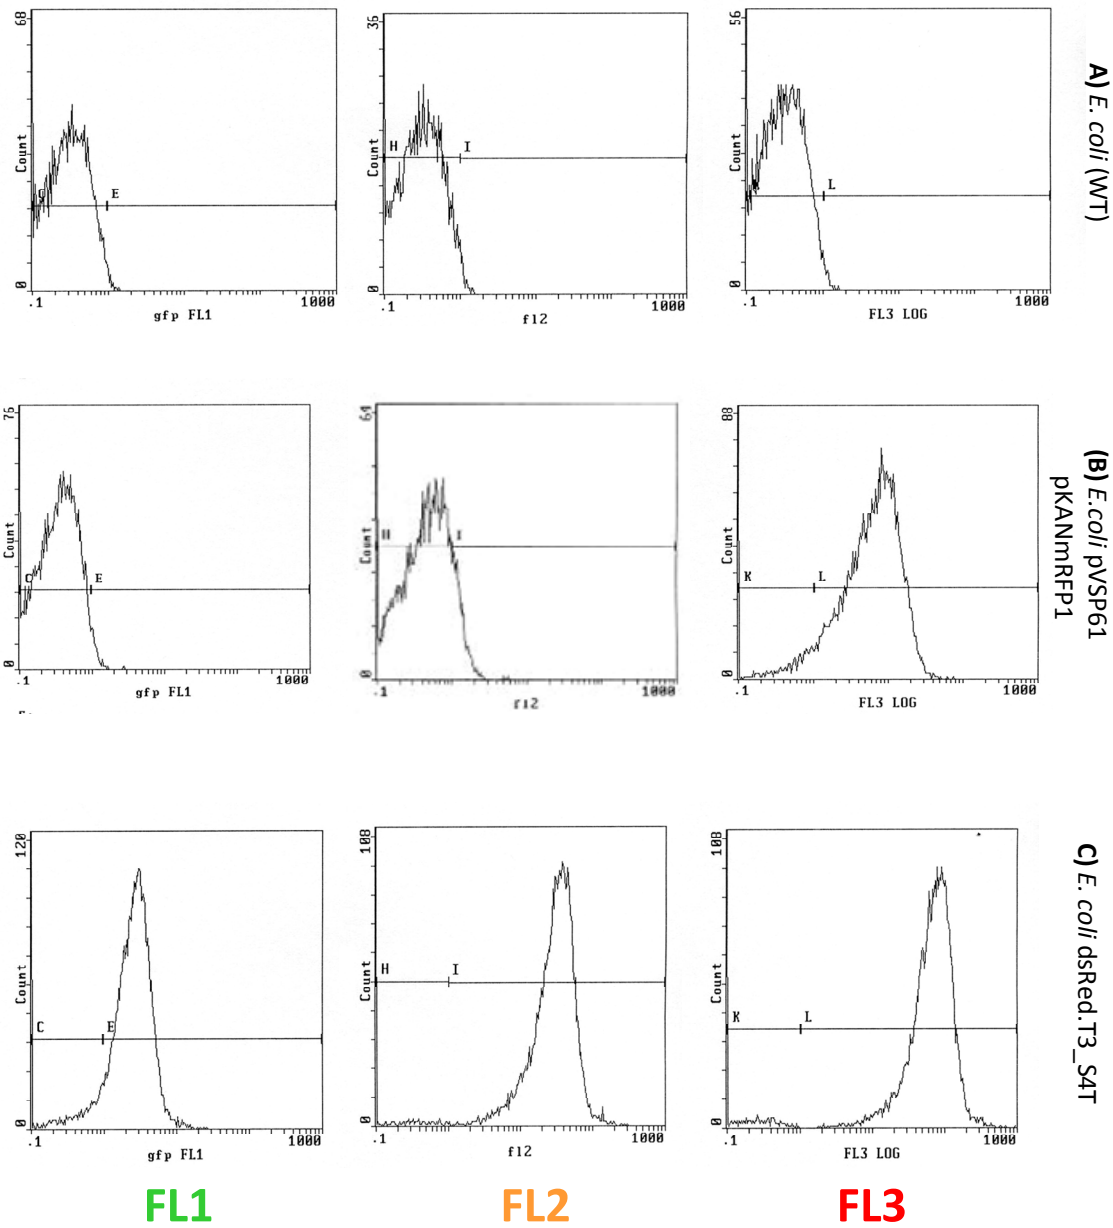 68
Count
0
C
E
.1
1000
gfp FL1
35
Count
0
H
I
.1
1000
fl2
56
Count
0
L
.1
1000
FL3 LOG
A) E. coli (WT)
76
Count
0
C
E
.1
1000
gfp FL1
64
Count
0
H
I
.1
1000
fl2
88
Count
0
K
L
.1
1000
FL3 LOG
(B) E.coli pVSP61
pKANmRFP1
120
Count
0
C
E
.1
1000
gfp FL1
108
Count
0
H
I
.1
1000
fl2
108
Count
0
K
L
.1
1000
FL3 LOG
C) E. coli dsRed.T3_S4T
FL1
FL2
FL3